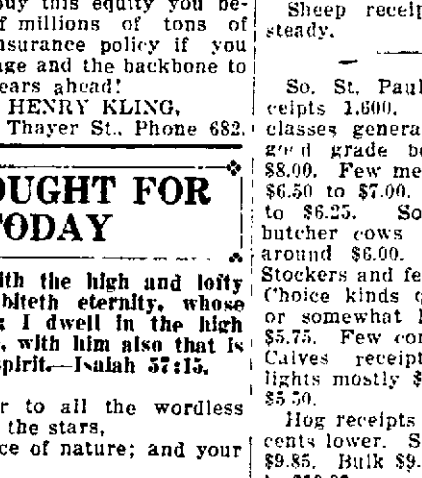 buy this equity you be-
of millions of tons of
insurance policy if you
age and the backbone to
ears ahead!
HENRY KLING,
Thayer St., Phone 682.
OUGHT FOR
TODAY
ith the high and lofty
biteth eternity, whose
I dwell in the high
, with him also that is
spirit.—Isaiah 57:15.
r to all the wordless
the stars,
ce of nature; and your
Sheep receip
steady.
So. St. Paul
ceipts 1,600.
classes genera
good grade be
$8.00. Few me
$6.50 to $7.00.
to $6.25. So
butcher cows
around $6.00.
Stockers and fe
Choice kinds q
or somewhat l
$5.75. Few co
Calves receipt
lights mostly $
$5.50.
Hog receipts
cents lower. S
$9.85. Bulk $9.